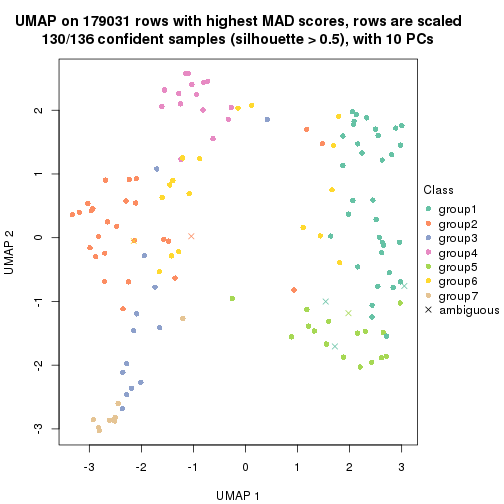 UMAP on 179031 rows with highest MAD scores, rows are scaled
130/136 confident samples (silhouette > 0.5), with 10 PCs
2
1
0
-1
-2
-3
UMAP 2
-3
-2
-1
0
1
2
3
UMAP 1
Class
group1
group2
group3
group4
group5
group6
group7
ambiguous